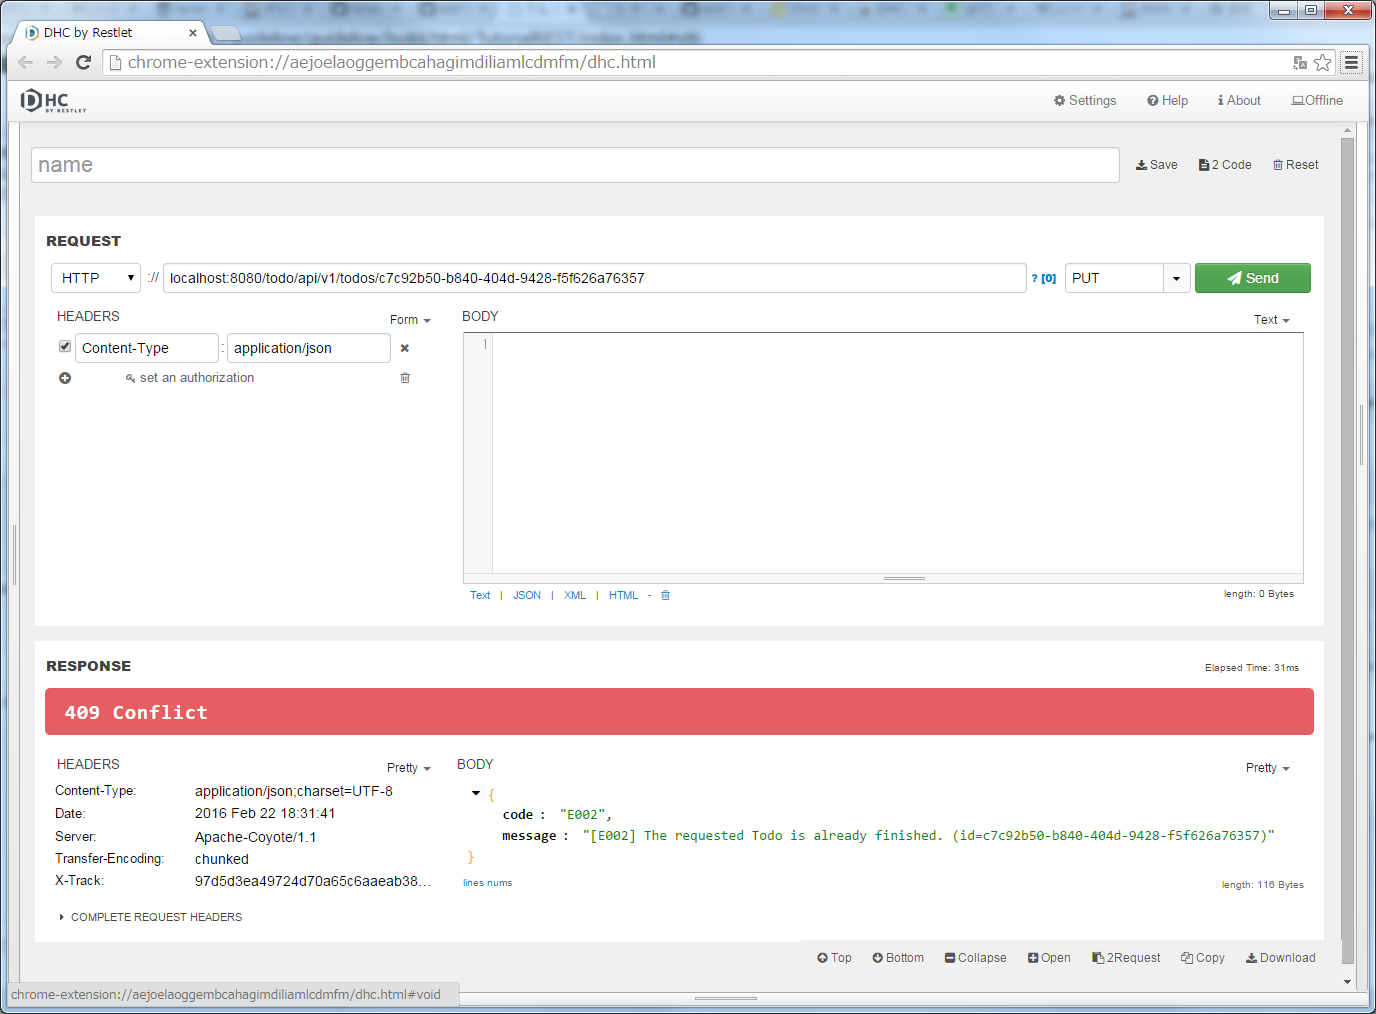 DHC by Restlet
chrome-extension://aejoelaoggembcahagimdiliamlcdmfm/dhc.html
DHC
BY RESTLET
Settings Help About Offline
name
Save 2 Code Reset
REQUEST
HTTP :// localhost:8080/todo/api/v1/todos/c7c92b50-b840-404d-9428-f5f626a76357 ? [0] PUT Send
HEADERS Form
BODY Text
Content-Type : application/json
set an authorization
1
Text | JSON | XML | HTML -
length: 0 Bytes
RESPONSE
Elapsed Time: 31ms
409 Conflict
HEADERS Pretty
Content-Type: application/json;charset=UTF-8
Date: 2016 Feb 22 18:31:41
Server: Apache-Coyote/1.1
Transfer-Encoding: chunked
X-Track: 97d5d3ea49724d70a65c6aaeab38...
COMPLETE REQUEST HEADERS
BODY Pretty
{
code : "E002",
message : "[E002] The requested Todo is already finished. (id=c7c92b50-b840-404d-9428-f5f626a76357)"
}
lines nums
length: 116 Bytes
Top Bottom Collapse Open 2Request Copy Download
chrome-extension://aejoelaoggembcahagimdiliamlcdmfm/dhc.html#void